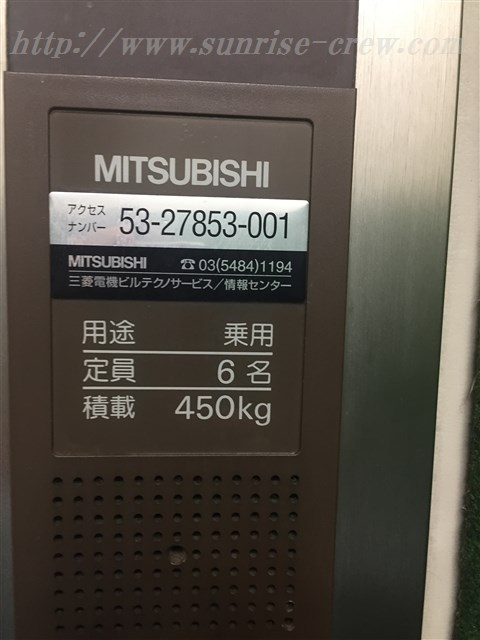 http://www.sunrise-crew.com
MITSUBISHI
アクセス
ナンバー 53-27853-001
MITSUBISHI ☎03(5484)1194
三菱電機ビルテクノサービス／情報センター
用途 乗用
定員 6名
積載 450kg